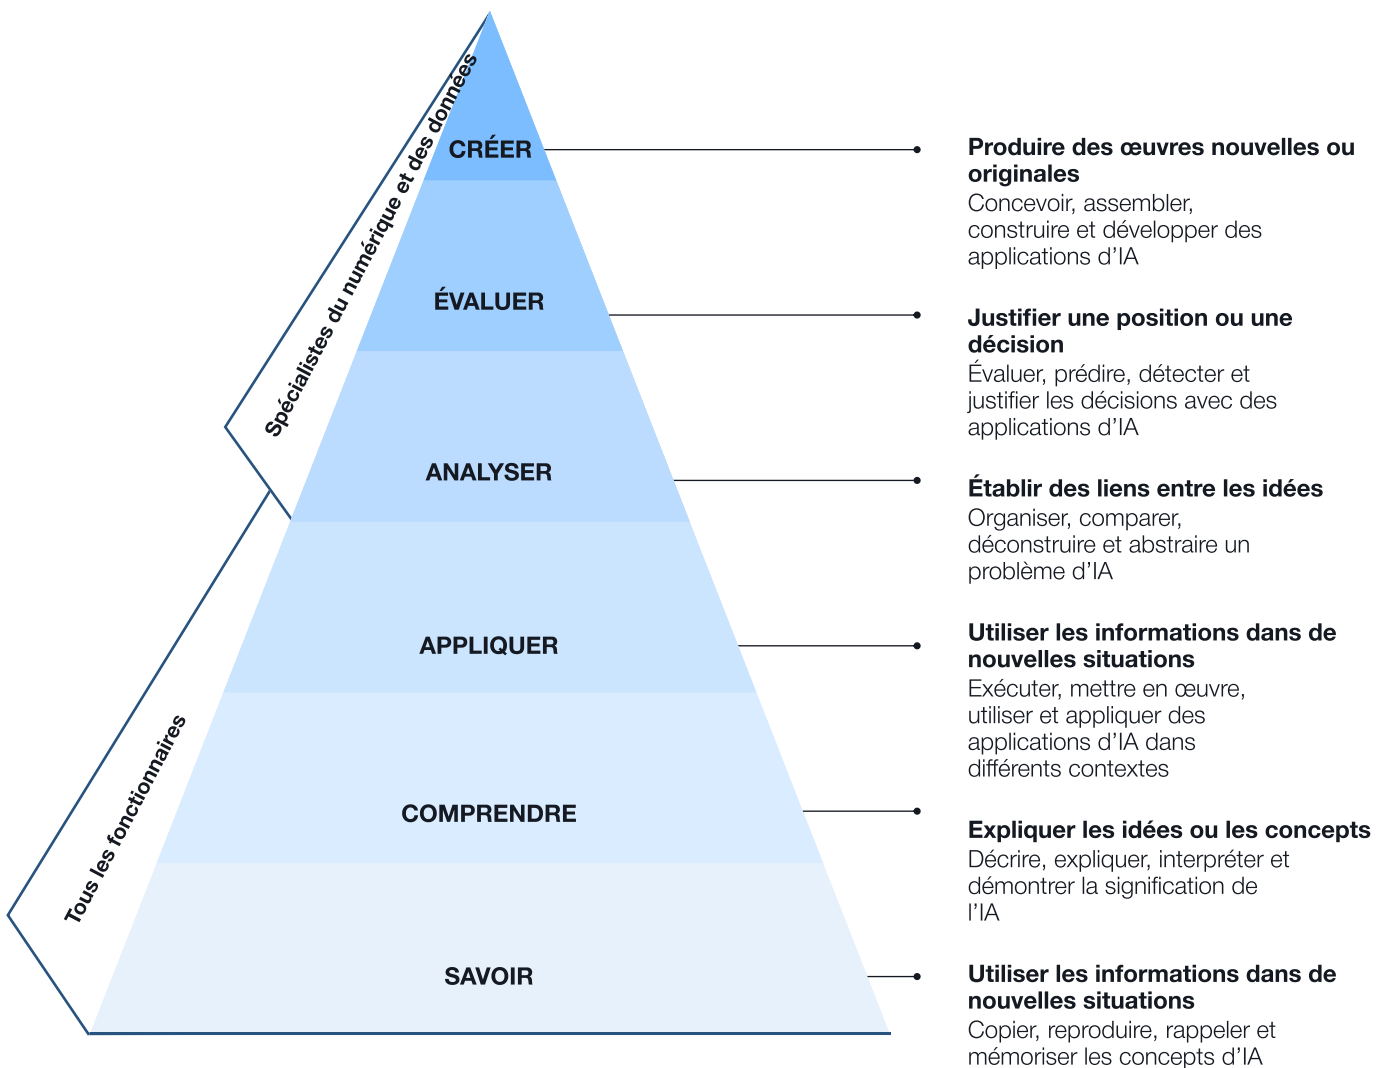 Spécialistes du numérique et des données
CRÉER
Produire des œuvres nouvelles ou
originales
Concevoir, assembler,
construire et développer des
applications d’IA
ÉVALUER
Justifier une position ou une
décision
Évaluer, prédire, détecter et
justifier les décisions avec des
applications d’IA
ANALYSER
Établir des liens entre les idées
Organiser, comparer,
déconstruire et abstraire un
problème d’IA
Tous les fonctionnaires
APPLIQUER
Utiliser les informations dans de
nouvelles situations
Exécuter, mettre en œuvre,
utiliser et appliquer des
applications d’IA dans
différents contextes
COMPRENDRE
Expliquer les idées ou les concepts
Décrire, expliquer, interpréter et
démontrer la signification de
l’IA
SAVOIR
Utiliser les informations dans de
nouvelles situations
Copier, reproduire, rappeler et
mémoriser les concepts d’IA